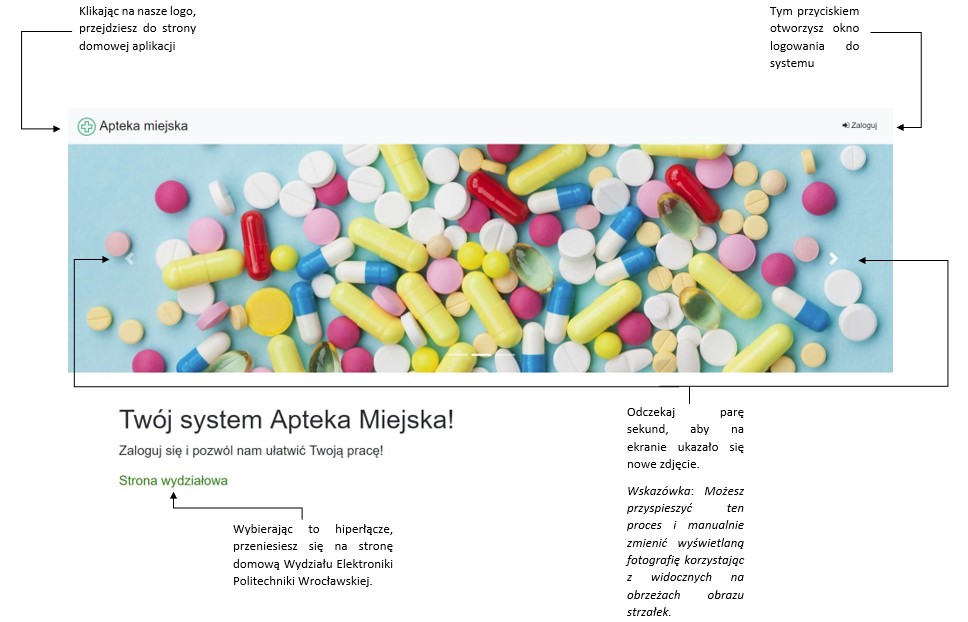 Klikając na nasze logo,
przejdziesz do strony
domowej aplikacji
Tym przyciskiem
otworzysz okno
logowania do
systemu
Apteka miejska
Zaloguj
Twój system Apteka Miejska!
Zaloguj się i pozwól nam ułatwić Twoją pracę!
Strona wydziałowa
Wybierając to hiperłącze,
przeniesiesz się na stronę
domową Wydziału Elektroniki
Politechniki Wrocławskiej.
Odczekaj parę
sekund, aby na
ekranie ukazało się
nowe zdjęcie.
Wskazówka: Możesz
przyspieszyć ten
proces i manualnie
zmienić wyświetlaną
fotografię korzystając
z widocznych na
obrzeżach obrazu
strzałek.